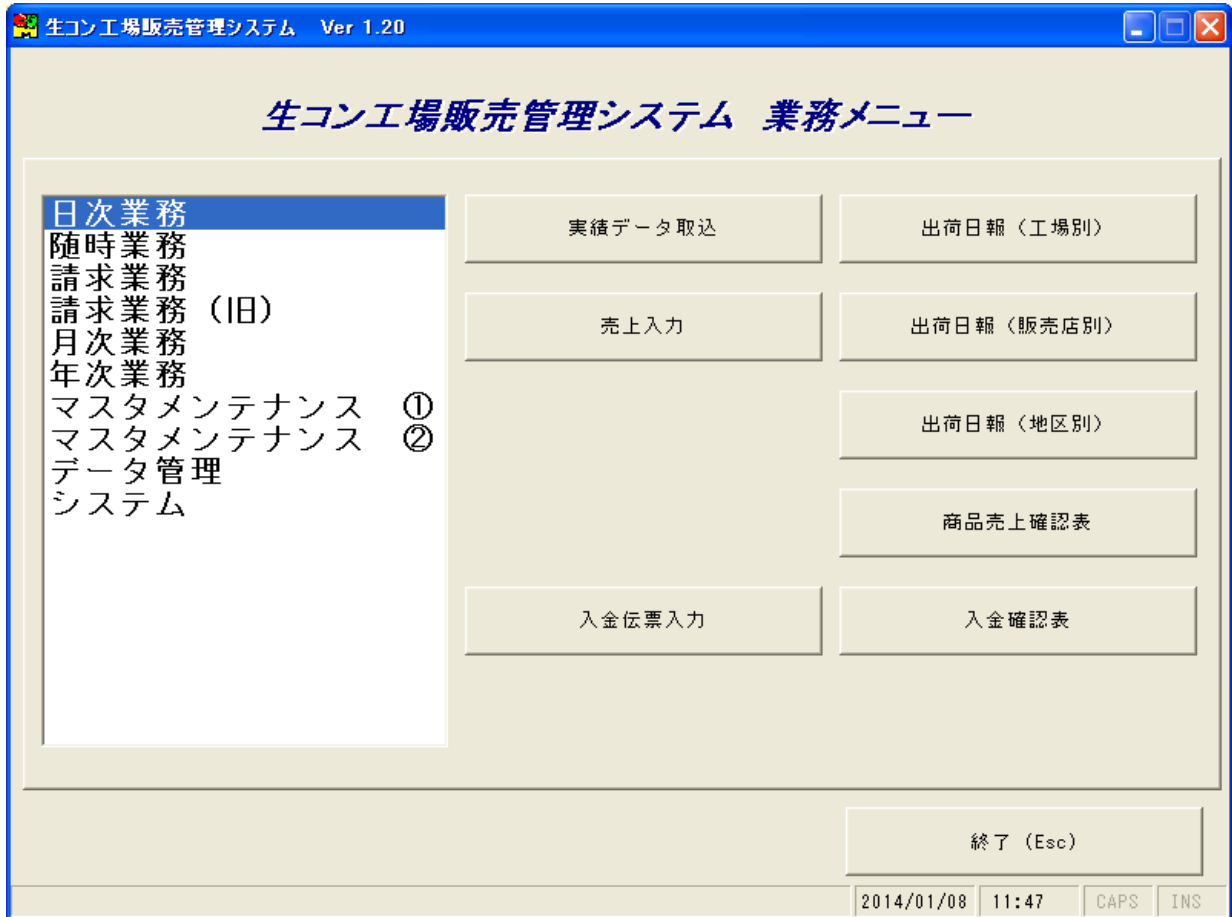 生コン工場販売管理システム Ver 1.20
生コン工場販売管理システム 業務メニュー
日次業務
随時業務
請求業務
請求業務（旧）
月次業務
年次業務
マスタメンテナンス ①
マスタメンテナンス ②
データ管理
システム
実績データ取込
出荷日報（工場別）
売上入力
出荷日報（販売店別）
出荷日報（地区別）
商品売上確認表
入金伝票入力
入金確認表
終了（Esc）
2014/01/08 11:47 CAPS INS